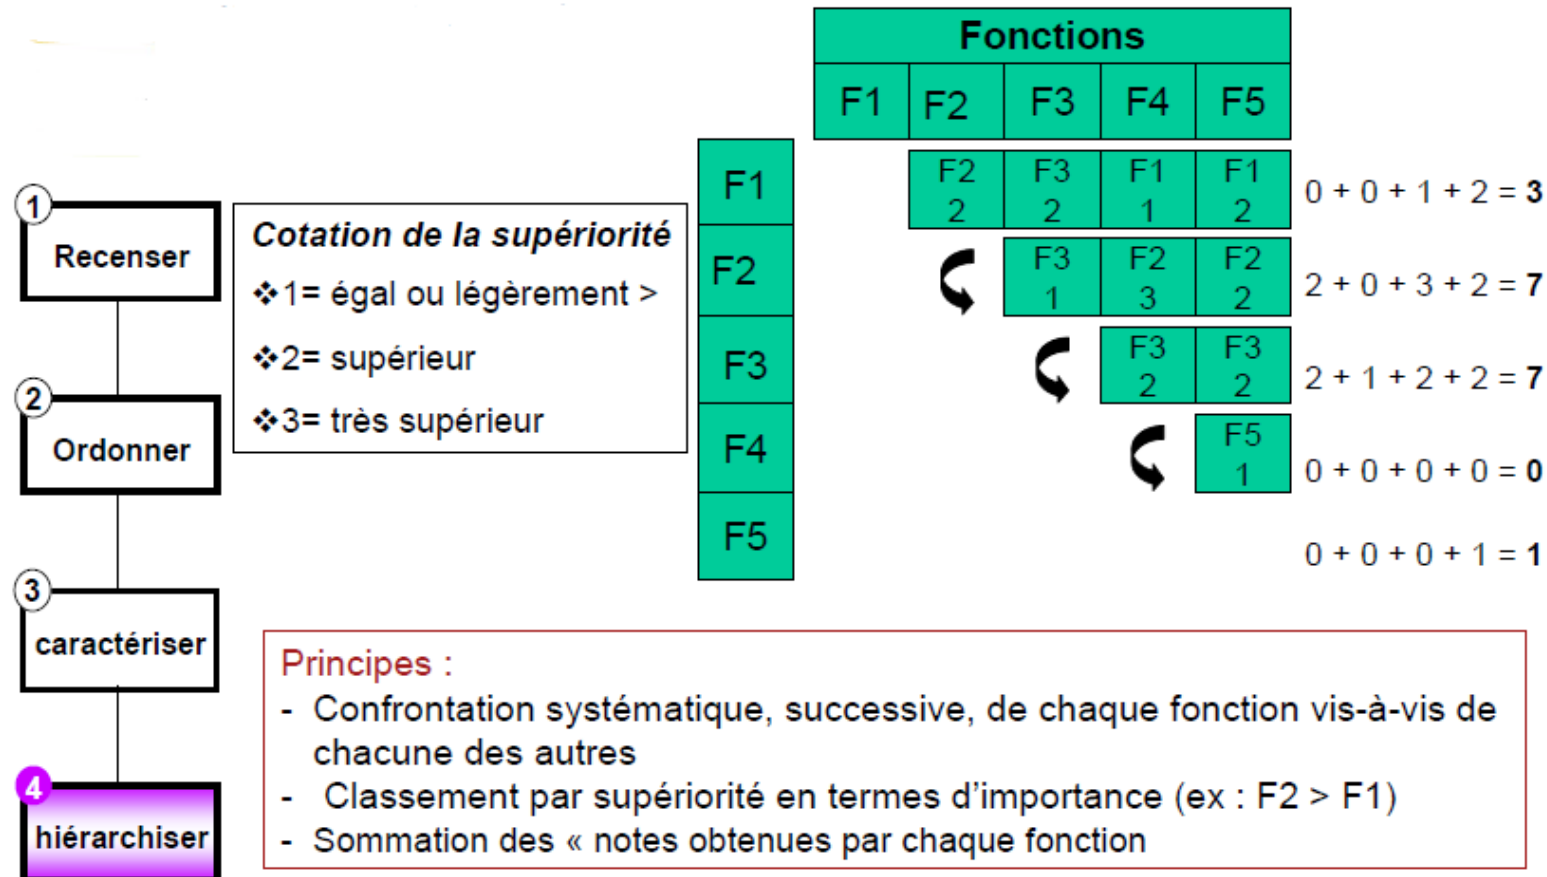 Fonctions
F1 F2 F3 F4 F5
F1
F2 2
F3 2
F1 1
F1 2
0 + 0 + 1 + 2 = 3
F2
F3 1
F2 3
F2 2
2 + 0 + 3 + 2 = 7
F3
F3 2
F3 2
2 + 1 + 2 + 2 = 7
F4
F5 1
0 + 0 + 0 + 0 = 0
F5
0 + 0 + 0 + 1 = 1
1
Recenser
2
Ordonner
3
caractériser
4
hiérarchiser
Cotation de la supériorité
❖1= égal ou légèrement >
❖2= supérieur
❖3= très supérieur
Principes :
- Confrontation systématique, successive, de chaque fonction vis-à-vis de
chacune des autres
- Classement par supériorité en termes d'importance (ex : F2 > F1)
- Sommation des « notes obtenues par chaque fonction